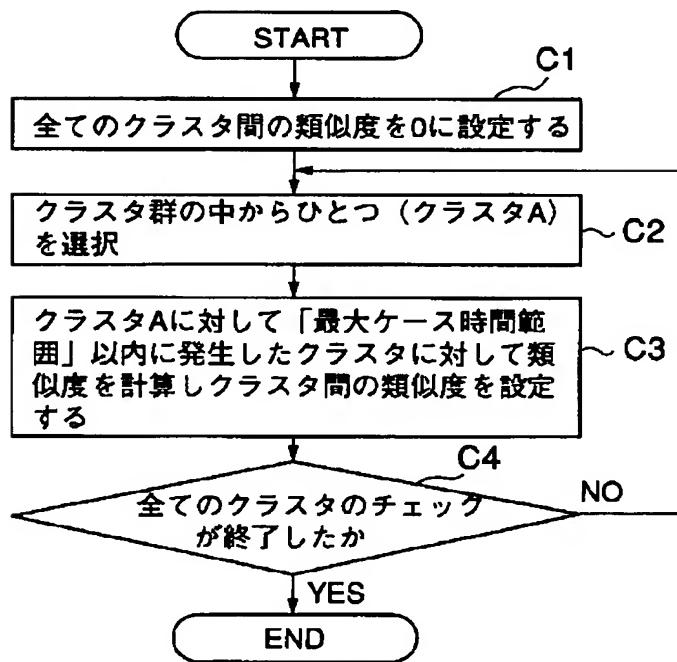 START
C1
全てのクラスタ間の類似度を0に設定する
クラスタ群の中からひとつ（クラスタA）
を選択
C2
クラスタAに対して「最大ケース時間範
囲」以内に発生したクラスタに対して類
似度を計算しクラスタ間の類似度を設定
する
C3
C4
全てのクラスタのチェック
が終了したか
NO
YES
END